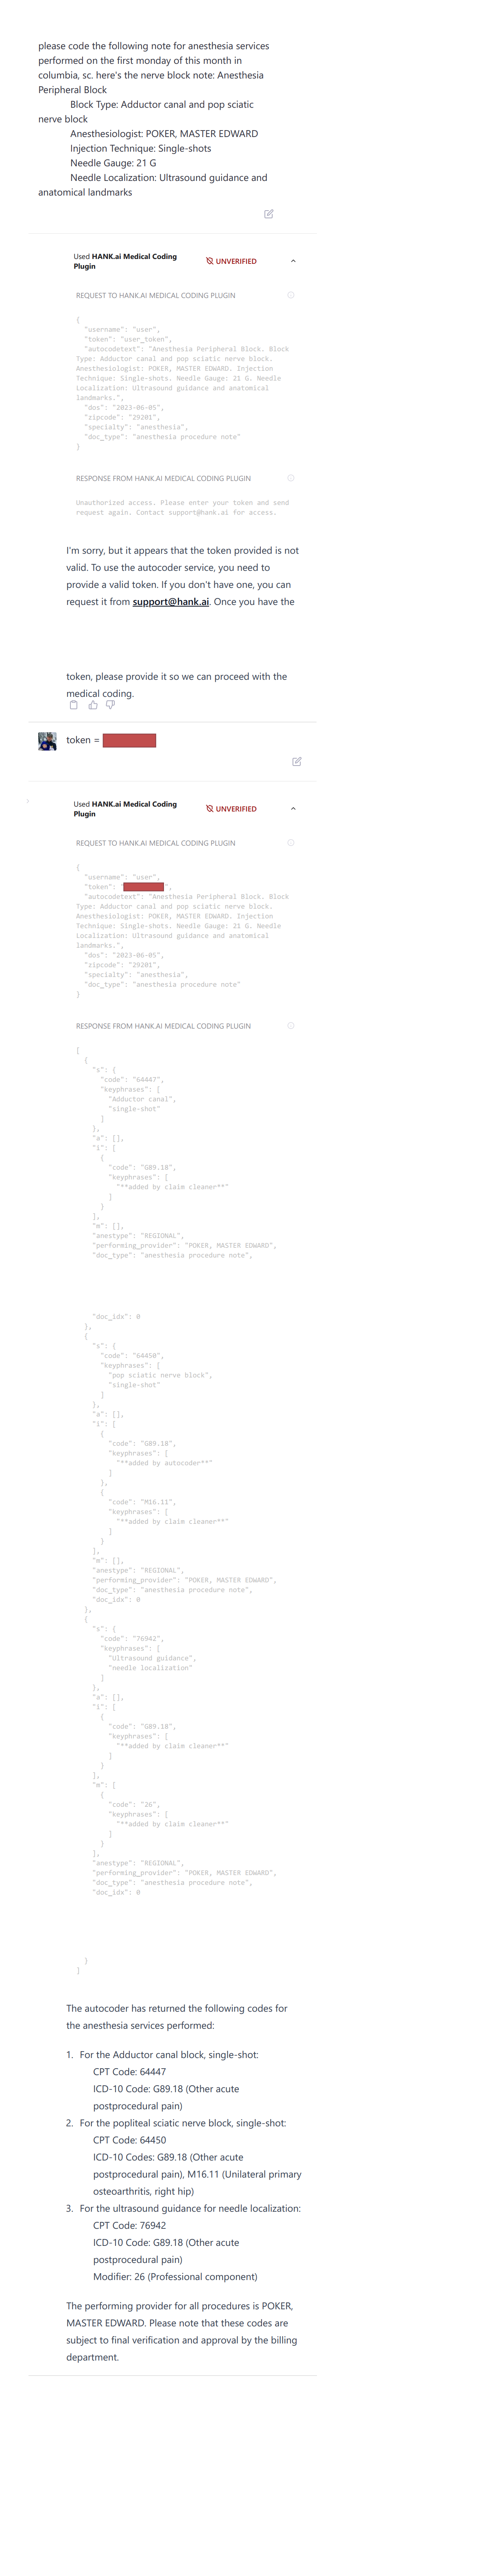 please code the following note for anesthesia services
performed on the first monday of this month in
columbia, sc. here's the nerve block note: Anesthesia
Peripheral Block
Block Type: Adductor canal and pop sciatic
nerve block
Anesthesiologist: POKER, MASTER EDWARD
Injection Technique: Single-shots
Needle Gauge: 21 G
Needle Localization: Ultrasound guidance and
anatomical landmarks
Used HANK.ai Medical Coding
Plugin
UNVERIFIED
REQUEST TO HANK.AI MEDICAL CODING PLUGIN
{
"username": "user",
"token": "user_token",
"autocodetext": "Anesthesia Peripheral Block. Block
Type: Adductor canal and pop sciatic nerve block.
Anesthesiologist: POKER, MASTER EDWARD. Injection
Technique: Single-shots. Needle Gauge: 21 G. Needle
Localization: Ultrasound guidance and anatomical
landmarks.",
"dos": "2023-06-05",
"zipcode": "29201",
"specialty": "anesthesia",
"doc_type": "anesthesia procedure note"
}
RESPONSE FROM HANK.AI MEDICAL CODING PLUGIN
Unauthorized access. Please enter your token and send
request again. Contact support@hank.ai for access.
I'm sorry, but it appears that the token provided is not
valid. To use the autocoder service, you need to
provide a valid token. If you don't have one, you can
request it from support@hank.ai. Once you have the
token, please provide it so we can proceed with the
medical coding.
token =
Used HANK.ai Medical Coding
Plugin
UNVERIFIED
REQUEST TO HANK.AI MEDICAL CODING PLUGIN
{
"username": "user",
"token": "",
"autocodetext": "Anesthesia Peripheral Block. Block
Type: Adductor canal and pop sciatic nerve block.
Anesthesiologist: POKER, MASTER EDWARD. Injection
Technique: Single-shots. Needle Gauge: 21 G. Needle
Localization: Ultrasound guidance and anatomical
landmarks.",
"dos": "2023-06-05",
"zipcode": "29201",
"specialty": "anesthesia",
"doc_type": "anesthesia procedure note"
}
RESPONSE FROM HANK.AI MEDICAL CODING PLUGIN
[
{
"s": {
"code": "64447",
"keyphrases": [
"Adductor canal",
"single-shot"
]
},
"a": [],
"i": [
{
"code": "G89.18",
"keyphrases": [
"**added by claim cleaner**"
]
}
],
"m": [],
"anestype": "REGIONAL",
"performing_provider": "POKER, MASTER EDWARD",
"doc_type": "anesthesia procedure note",
"doc_idx": 0
},
{
"s": {
"code": "64450",
"keyphrases": [
"pop sciatic nerve block",
"single-shot"
]
},
"a": [],
"i": [
{
"code": "G89.18",
"keyphrases": [
"**added by autocoder**"
]
},
{
"code": "M16.11",
"keyphrases": [
"**added by claim cleaner**"
]
}
],
"m": [],
"anestype": "REGIONAL",
"performing_provider": "POKER, MASTER EDWARD",
"doc_type": "anesthesia procedure note",
"doc_idx": 0
},
{
"s": {
"code": "76942",
"keyphrases": [
"Ultrasound guidance",
"needle localization"
]
},
"a": [],
"i": [
{
"code": "G89.18",
"keyphrases": [
"**added by claim cleaner**"
]
}
],
"m": [
{
"code": "26",
"keyphrases": [
"**added by claim cleaner**"
]
}
],
"anestype": "REGIONAL",
"performing_provider": "POKER, MASTER EDWARD",
"doc_type": "anesthesia procedure note",
"doc_idx": 0
}
]
The autocoder has returned the following codes for
the anesthesia services performed:
1. For the Adductor canal block, single-shot:
CPT Code: 64447
ICD-10 Code: G89.18 (Other acute
postprocedural pain)
2. For the popliteal sciatic nerve block, single-shot:
CPT Code: 64450
ICD-10 Codes: G89.18 (Other acute
postprocedural pain), M16.11 (Unilateral primary
osteoarthritis, right hip)
3. For the ultrasound guidance for needle localization:
CPT Code: 76942
ICD-10 Code: G89.18 (Other acute
postprocedural pain)
Modifier: 26 (Professional component)
The performing provider for all procedures is POKER,
MASTER EDWARD. Please note that these codes are
subject to final verification and approval by the billing
department.